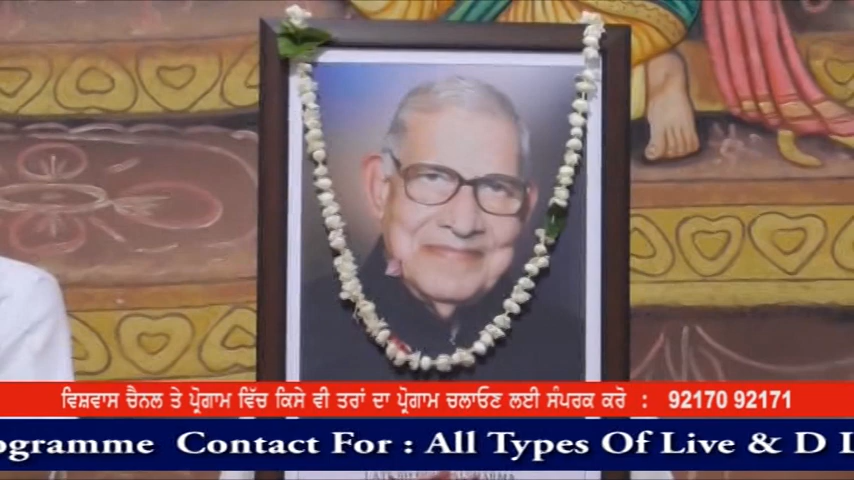 ਵਿਸ਼ਵਾਸ ਚੈਨਲ ਤੇ ਪ੍ਰੋਗਾਮ ਵਿੱਚ ਕਿਸੇ ਵੀ ਤਰਾਂ ਦਾ ਪ੍ਰੋਗਾਮ ਚਲਾਓਣ ਲਈ ਸੰਪਰਕ ਕਰੋ : 92170 92171
ogramme Contact For : All Types Of Live & D